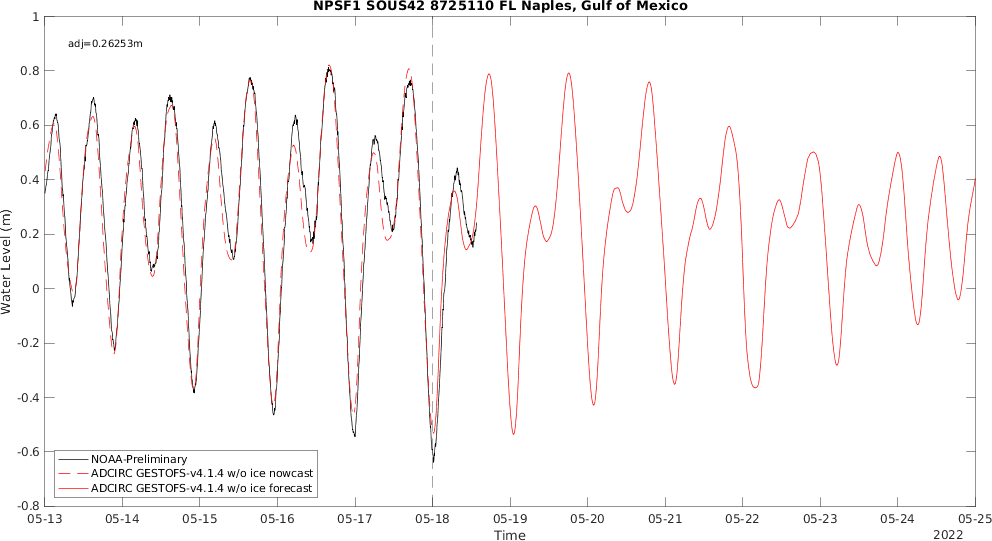 NPSF1 SOUS42 8725110 FL Naples, Gulf of Mexico
adj=0.26253m
1
0.8
0.6
0.4
0.2
0
-0.2
-0.4
-0.6
-0.8
Water Level (m)
NOAA-Preliminary
ADCIRC GESTOFS-v4.1.4 w/o ice nowcast
ADCIRC GESTOFS-v4.1.4 w/o ice forecast
05-13 05-14 05-15 05-16 05-17 05-18 05-19 05-20 05-21 05-22 05-23 05-24 05-25
Time
2022